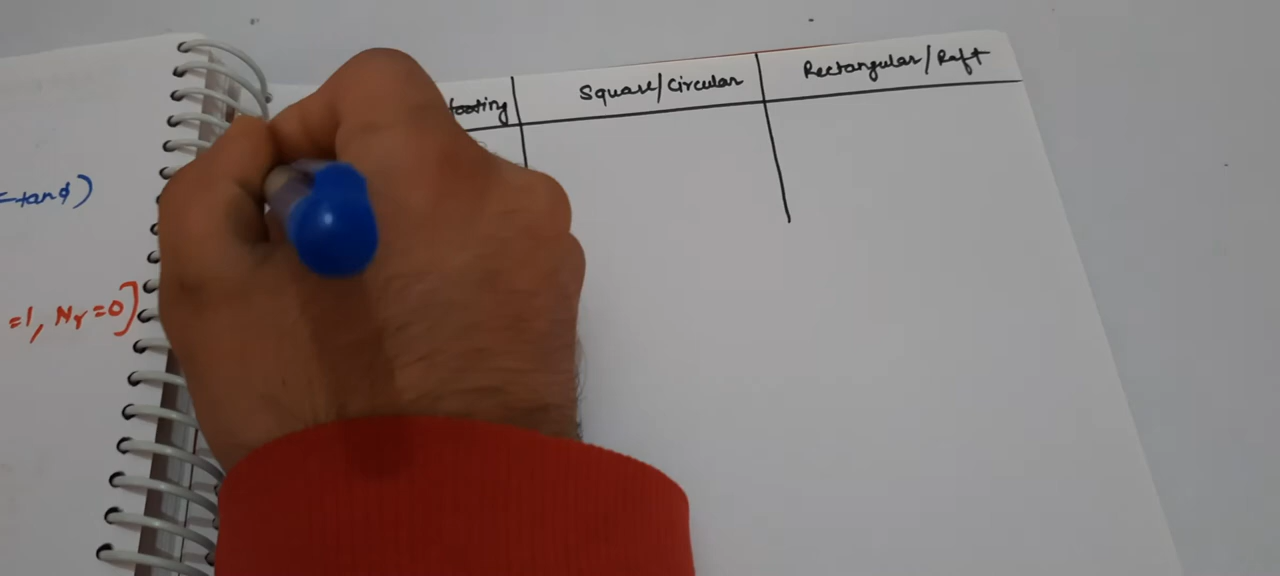 -tanϕ)
=1, Nγ=0]
footing
Square/Circular
Rectangular/Raft